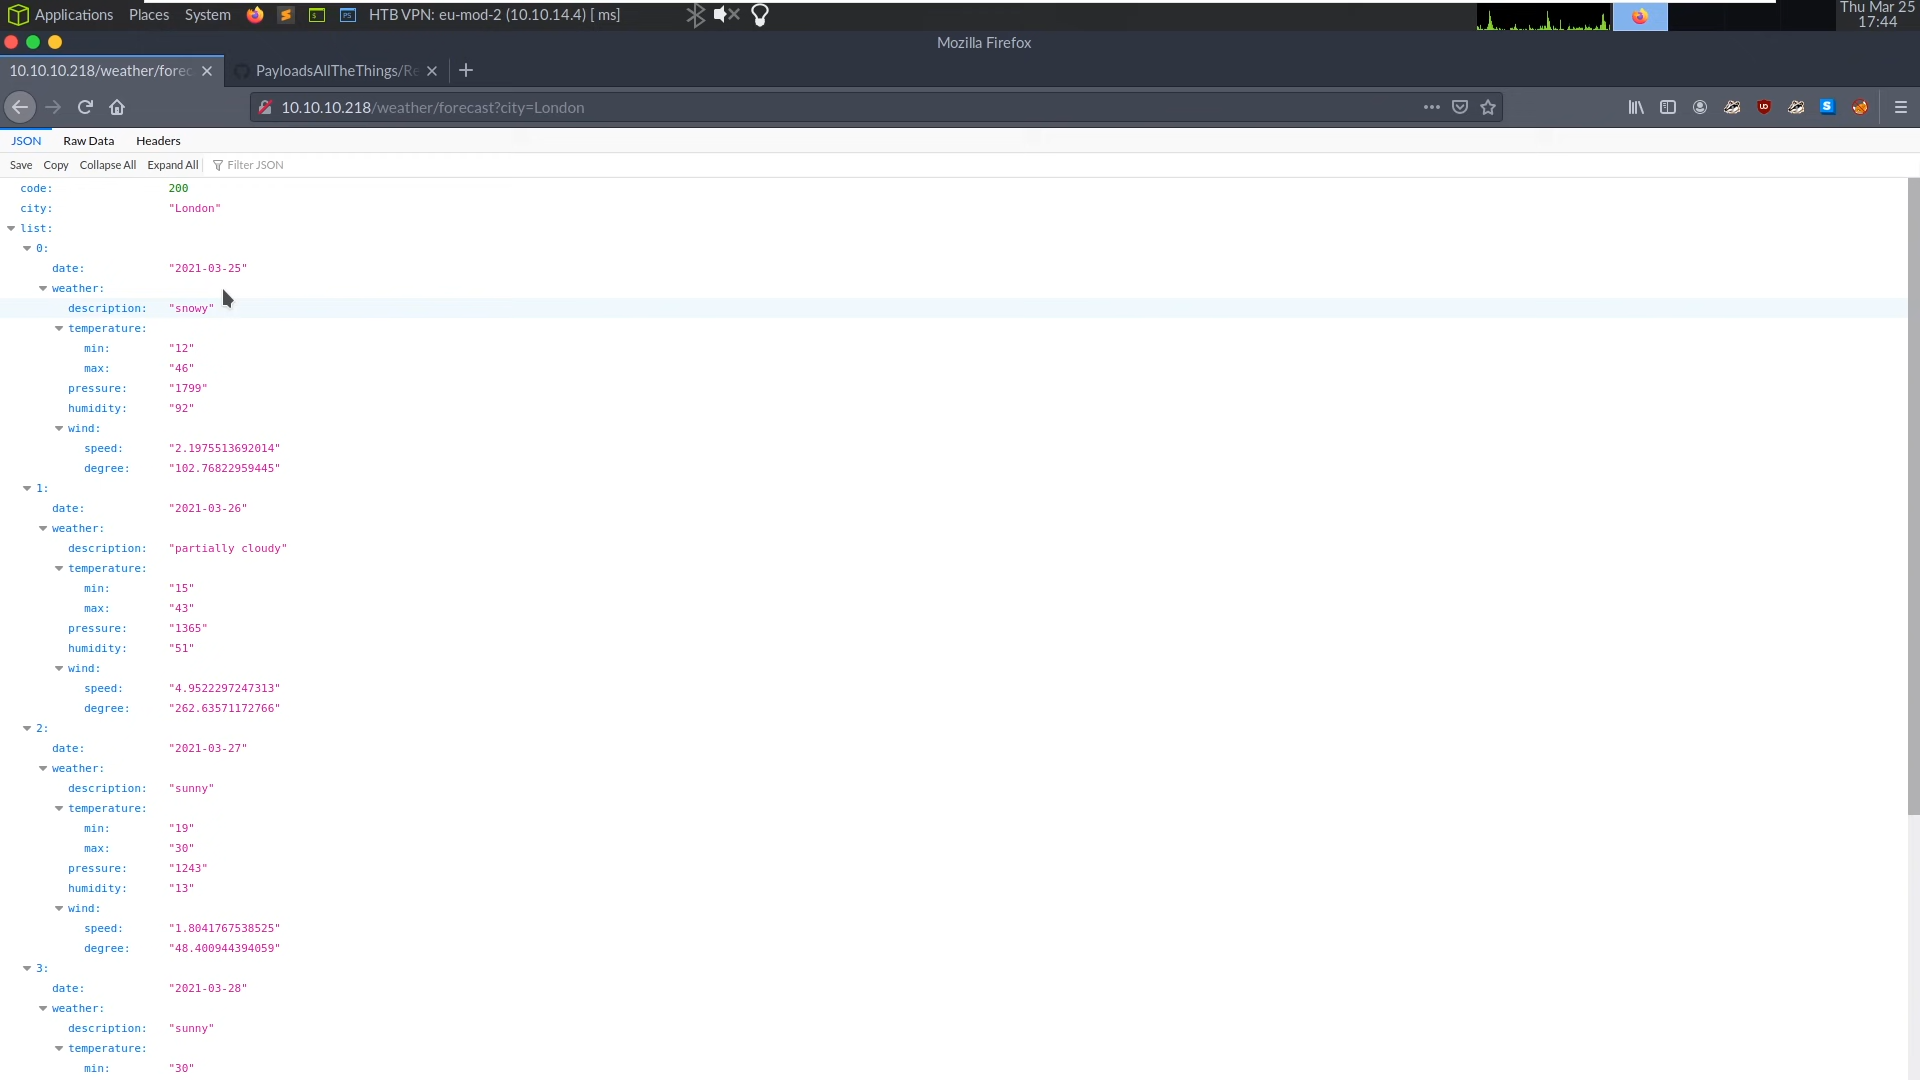 Applications Places System HTB VPN: eu-mod-2 (10.10.14.4) [ ms] Thu Mar 25
17:44
Mozilla Firefox
10.10.10.218/weather/forec PayloadsAllTheThings/Re
10.10.10.218/weather/forecast?city=London
JSON Raw Data Headers
Save Copy Collapse All Expand All Filter JSON
code: 200
city: "London"
list:
0:
date: "2021-03-25"
weather:
description: "snowy"
temperature:
min: "12"
max: "46"
pressure: "1799"
humidity: "92"
wind:
speed: "2.1975513692014"
degree: "102.76822959445"
1:
date: "2021-03-26"
weather:
description: "partially cloudy"
temperature:
min: "15"
max: "43"
pressure: "1365"
humidity: "51"
wind:
speed: "4.9522297247313"
degree: "262.63571172766"
2:
date: "2021-03-27"
weather:
description: "sunny"
temperature:
min: "19"
max: "30"
pressure: "1243"
humidity: "13"
wind:
speed: "1.8041767538525"
degree: "48.400944394059"
3:
date: "2021-03-28"
weather:
description: "sunny"
temperature:
min: "30"